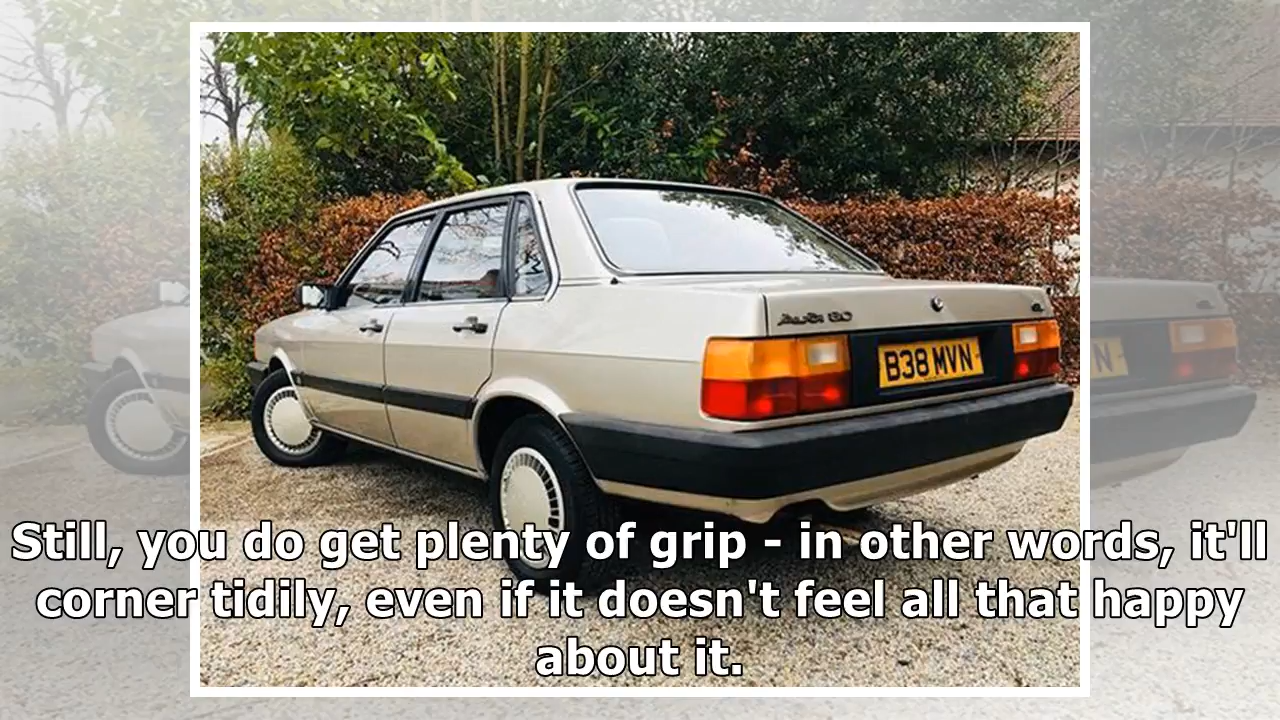 Audi 80
B38 MVN
N
Still, you do get plenty of grip - in other words, it'll
corner tidily, even if it doesn't feel all that happy
about it.